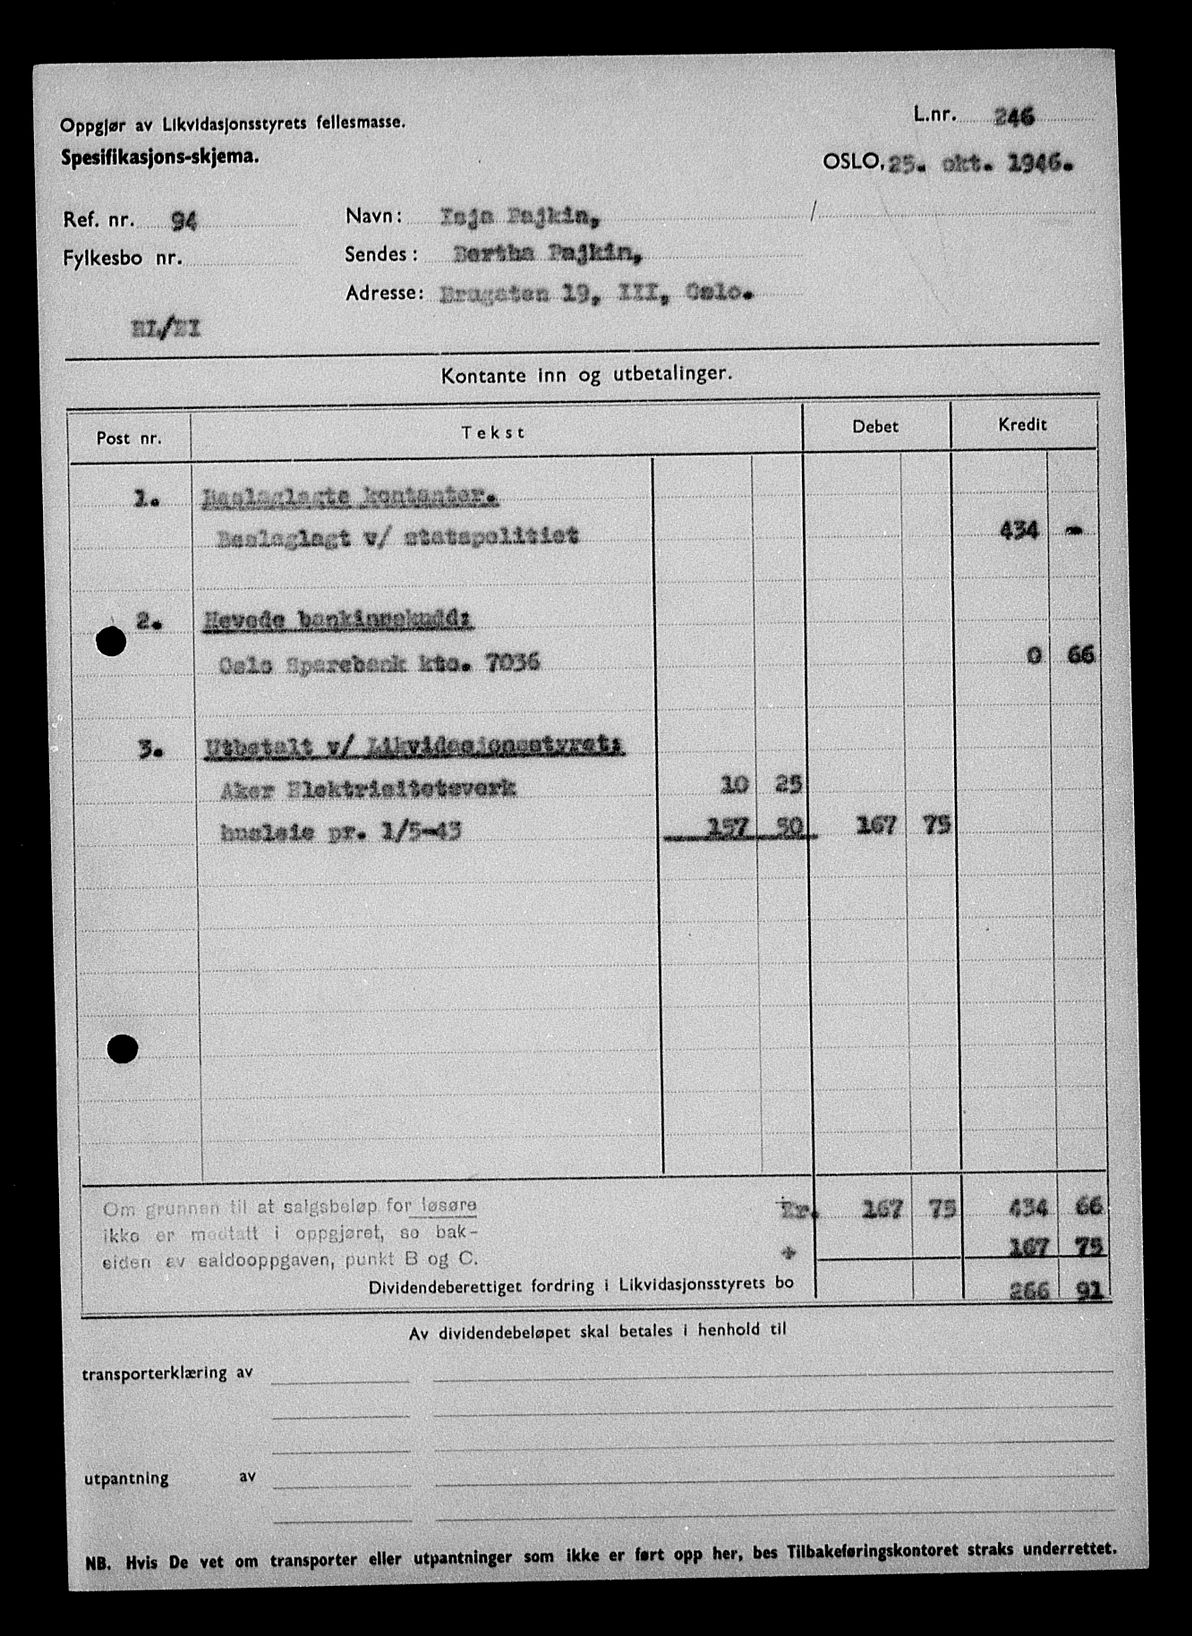 Oppgjør av Likvidasjonsstyrets fellesmasse.
L.nr. 246
Spesifikasjons-skjema.
OSLO, 25. okt. 1946.
Ref. nr. 94
Navn: Pajkin, /
Fylkesbo nr.
Sendes: Bertha Pajkin,
Adresse: Brugaten 19, III, Oslo.
Kontante inn og utbetalinger.
Post nr. Tekst Debet Kredit
1. Beslaglagte kontanter.
Beslaglagt v/ statspolitiet 434 -
2. Hevede bankinnskudd:
Oslo Sparebank kto. 7036 0 66
3. Utbetalt v/ Likvidasjonsstyret:
Aker Elektrisitetsverk 10 25
husleie pr. 1/5-43 157 50 167 75
Om grunnen til at salgsbeløp for løsøre
ikke er medtatt i oppgjøret, se bak-
siden av saldooppgaven, punkt B og C.
Kr. 167 75 434 66
÷ 167 75
Dividendeberettiget fordring i Likvidasjonsstyrets bo 266 91
Av dividendebeløpet skal betales i henhold til
transporterklæring av
utpantning av
NB. Hvis De vet om transporter eller utpantninger som ikke er ført opp her, bes Tilbakeføringskontoret straks underrettet.